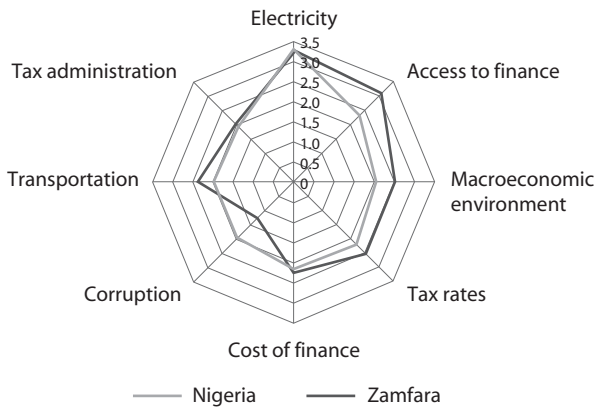 Electricity
3.5
3.0
2.5
2.0
1.5
1.0
0.5
0
Tax administration
Access to finance
Transportation
Macroeconomic
environment
Corruption
Tax rates
Cost of finance
Nigeria
Zamfara